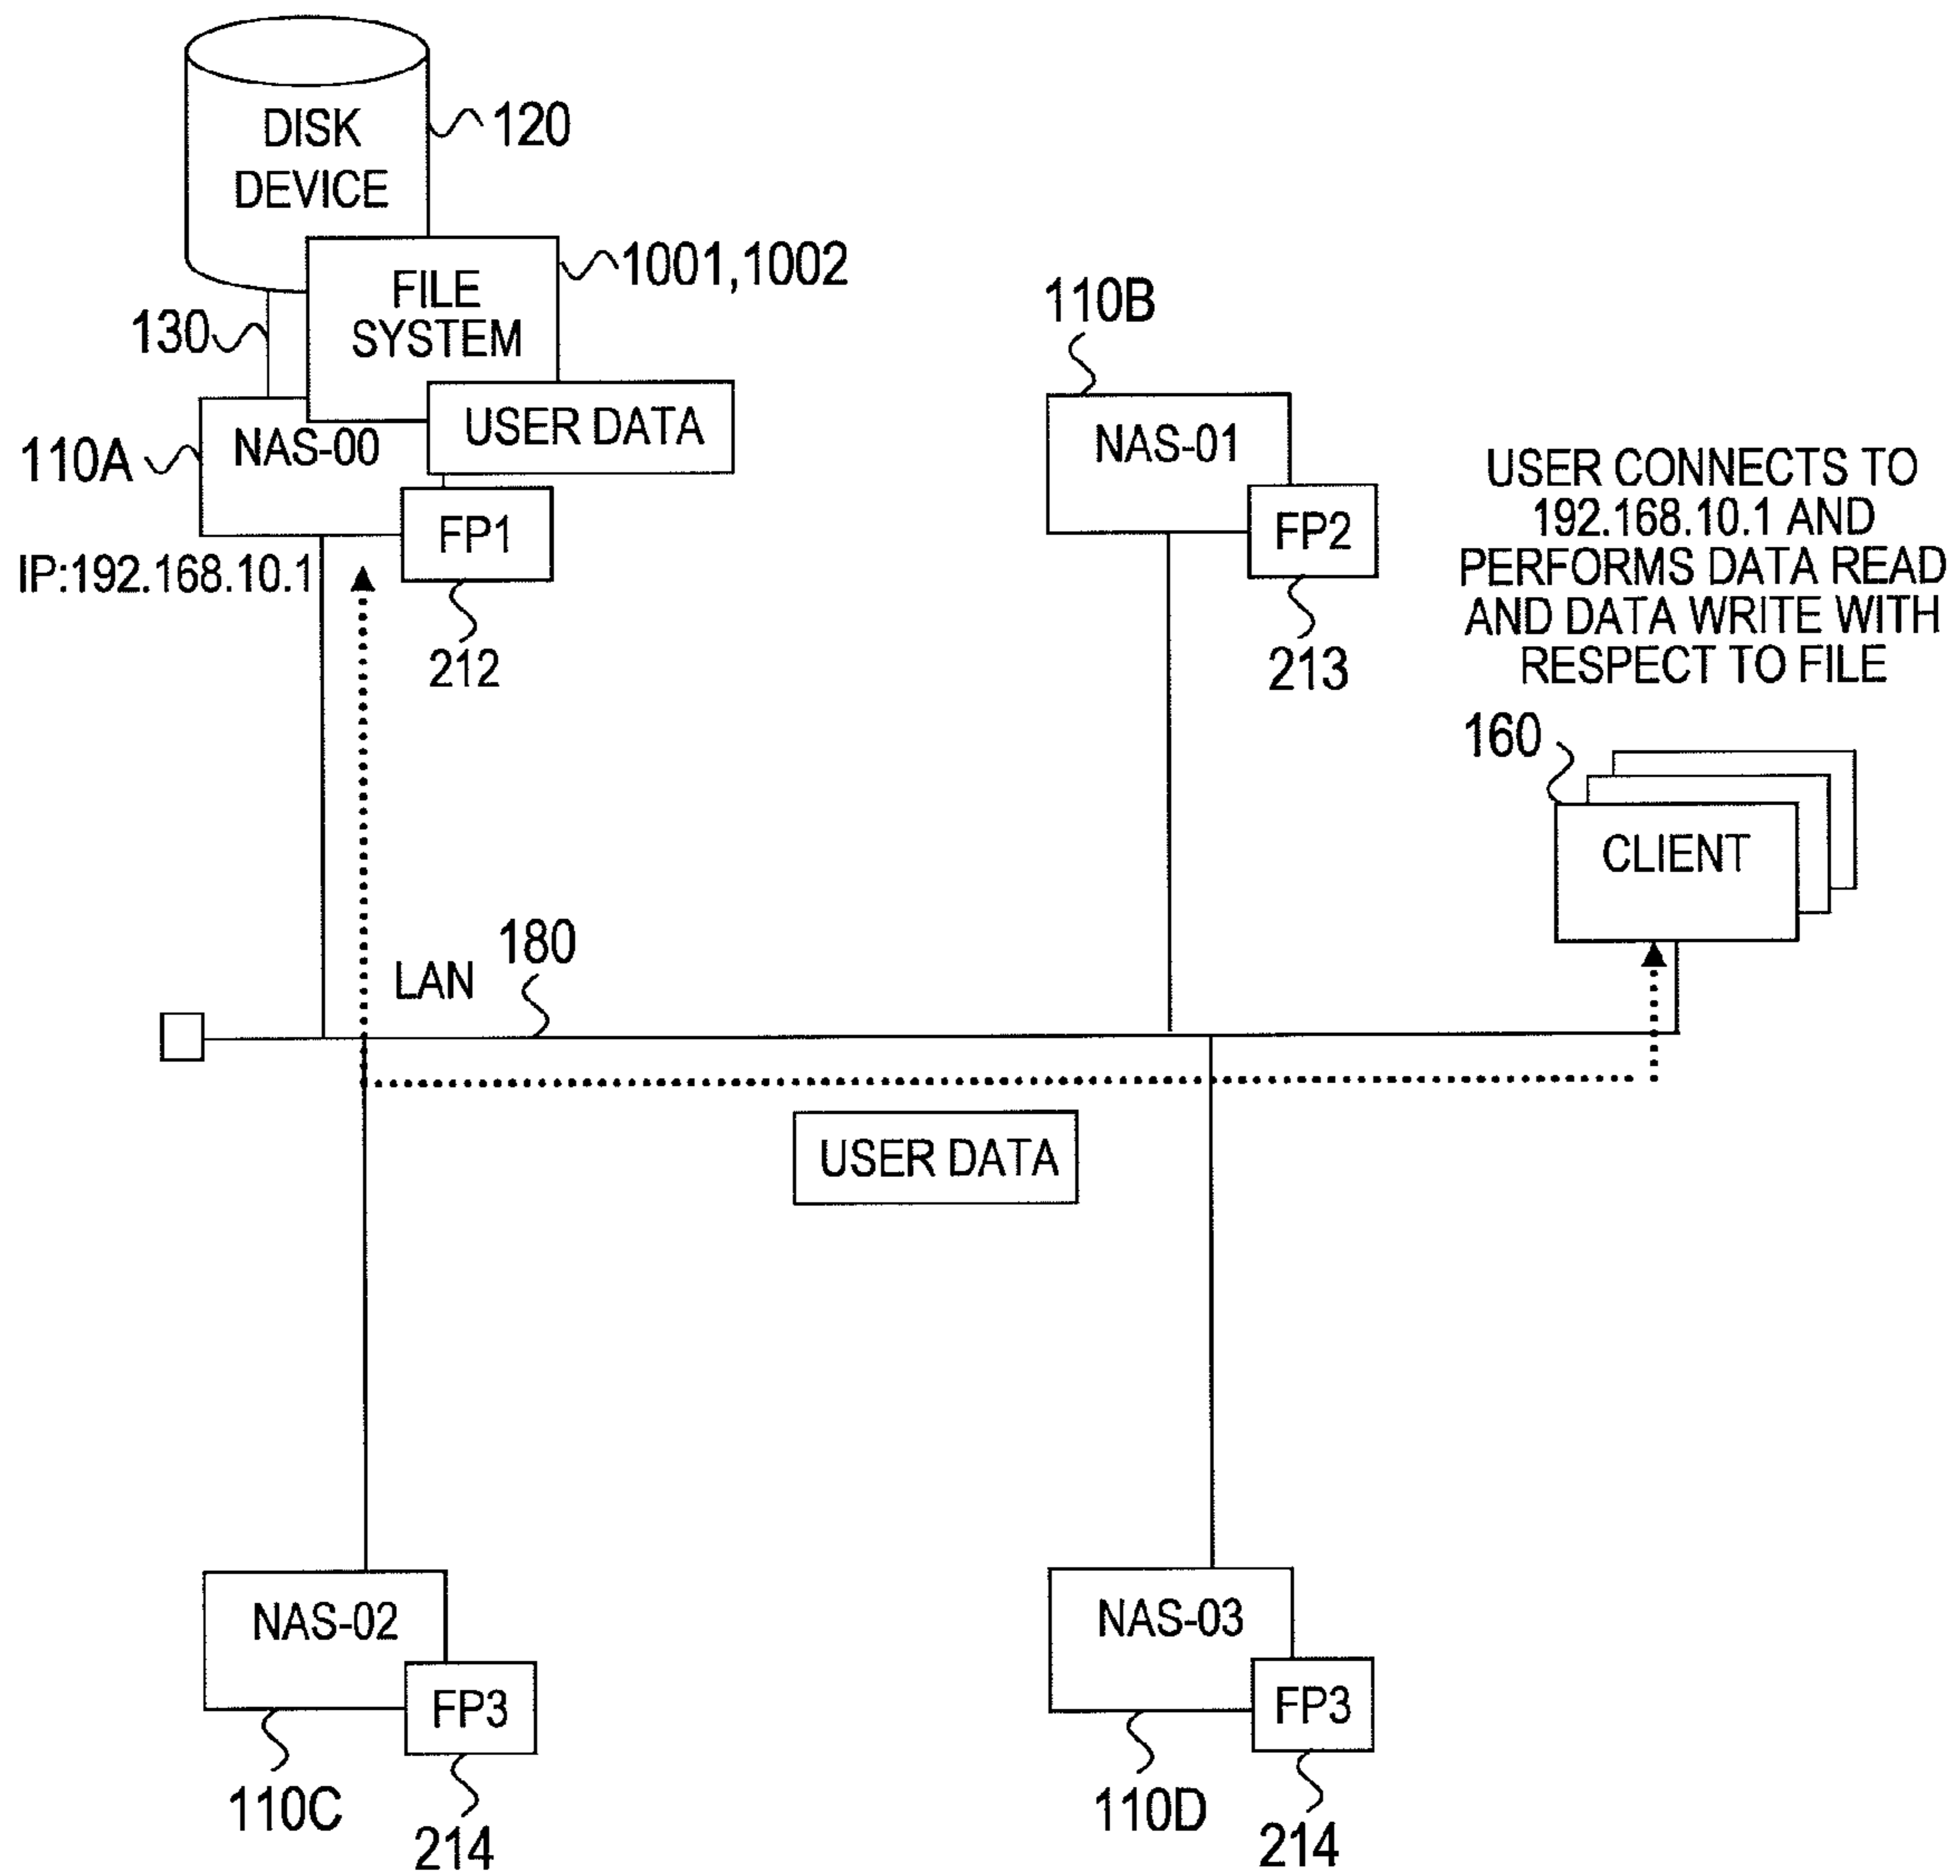 DISK
DEVICE
120
FILE
SYSTEM
1001,1002
130
USER DATA
NAS-00
110A
FP1
IP:192.168.10.1
212
110B
NAS-01
FP2
213
USER CONNECTS TO
192.168.10.1 AND
PERFORMS DATA READ
AND DATA WRITE WITH
RESPECT TO FILE
160
CLIENT
LAN
180
USER DATA
NAS-02
FP3
110C
214
NAS-03
FP3
110D
214